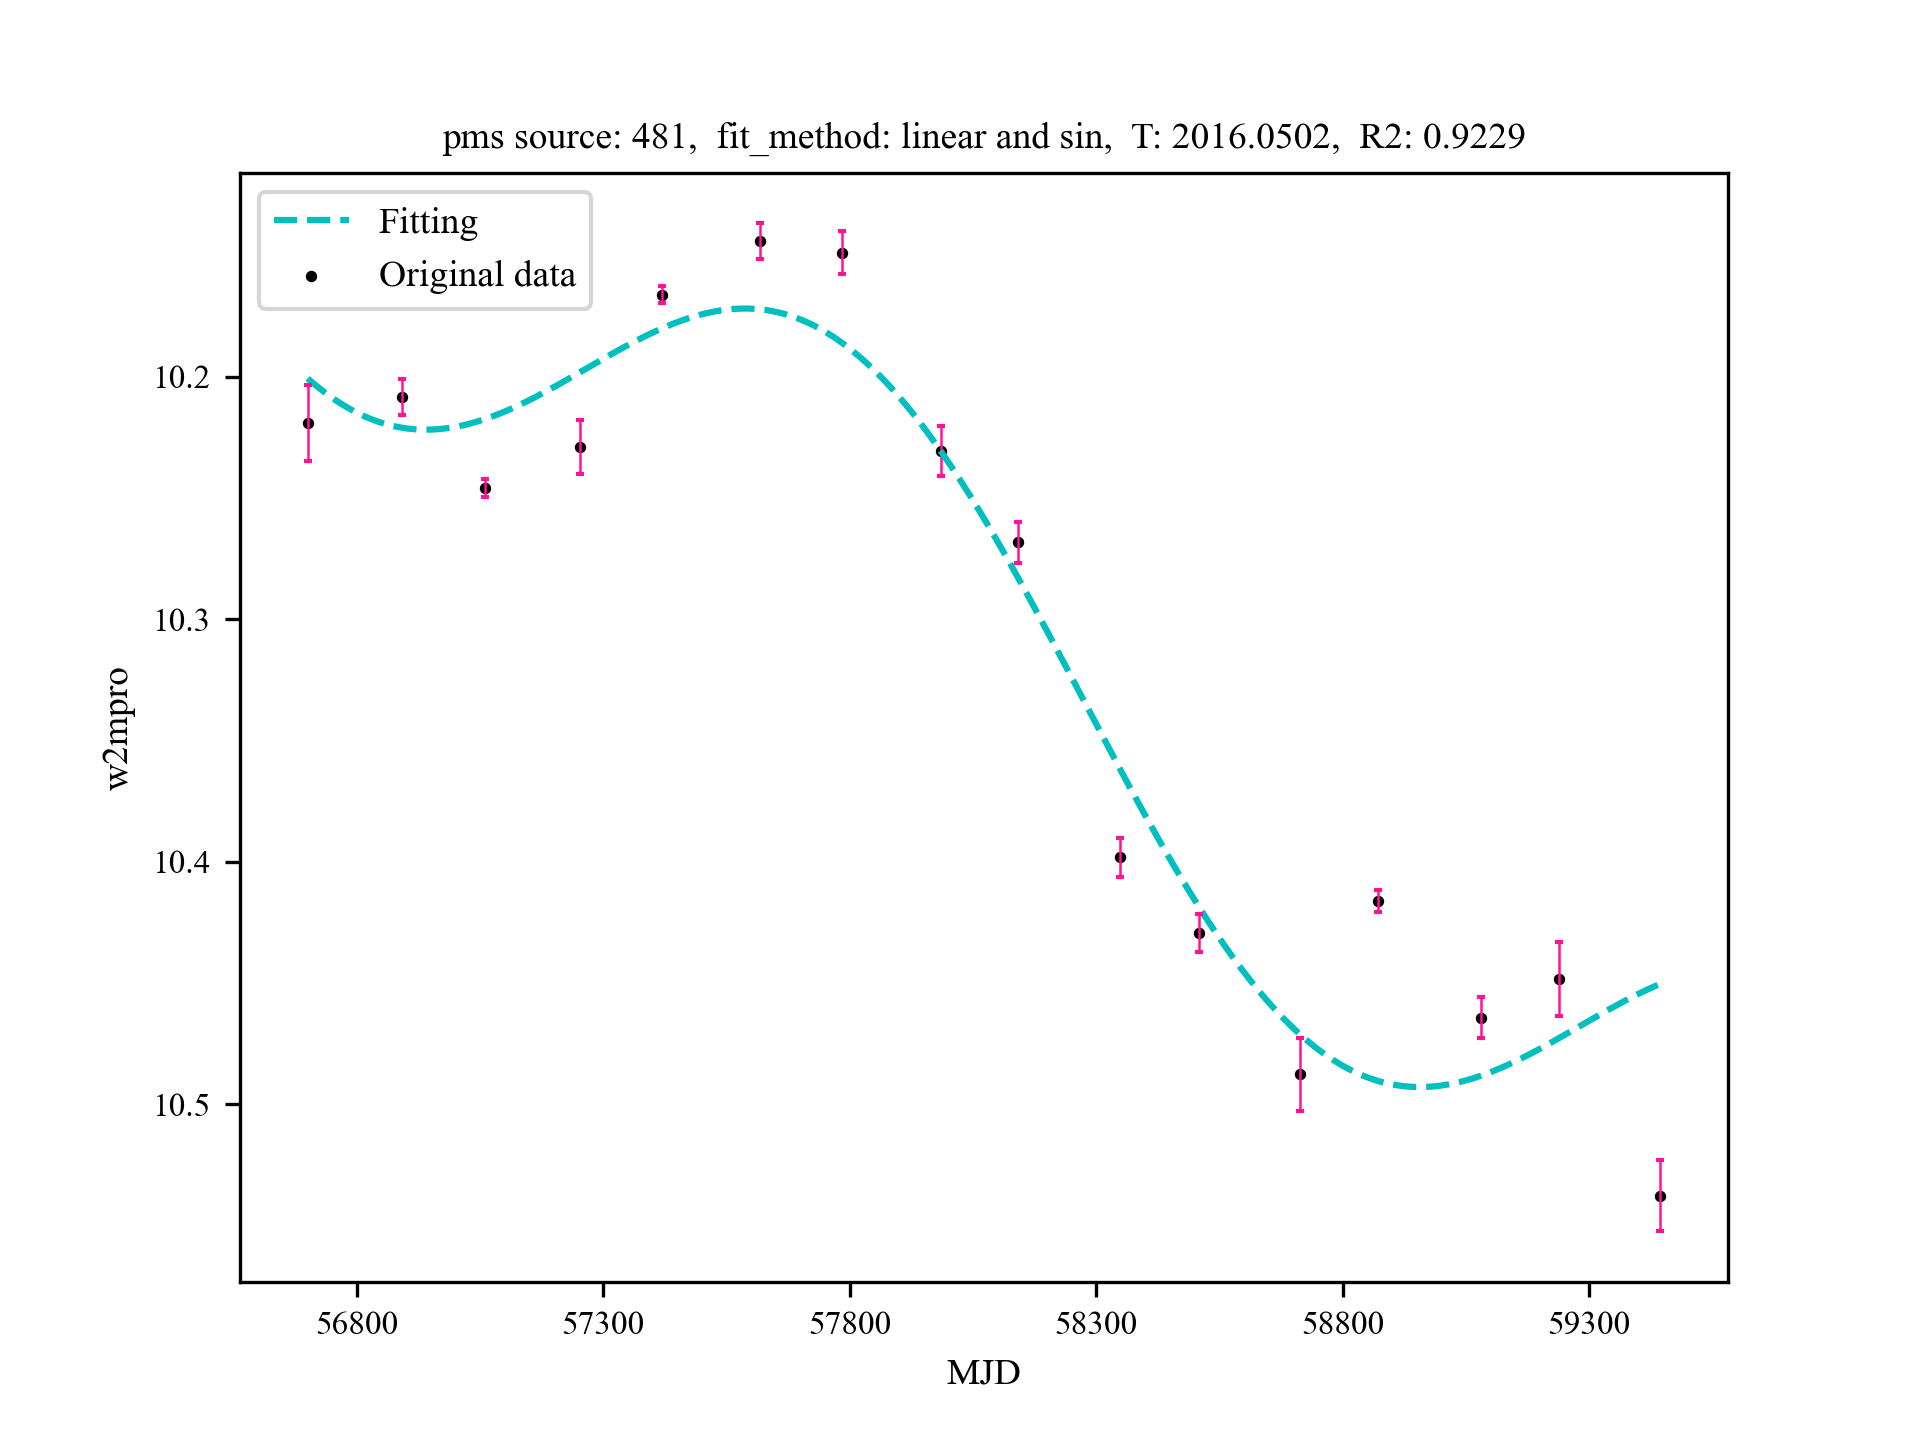 pms source: 481, fit_method: linear and sin, T: 2016.0502, R2: 0.9229
Fitting
Original data
10.2
10.3
10.4
10.5
w2mpro
56800 57300 57800 58300 58800 59300
MJD